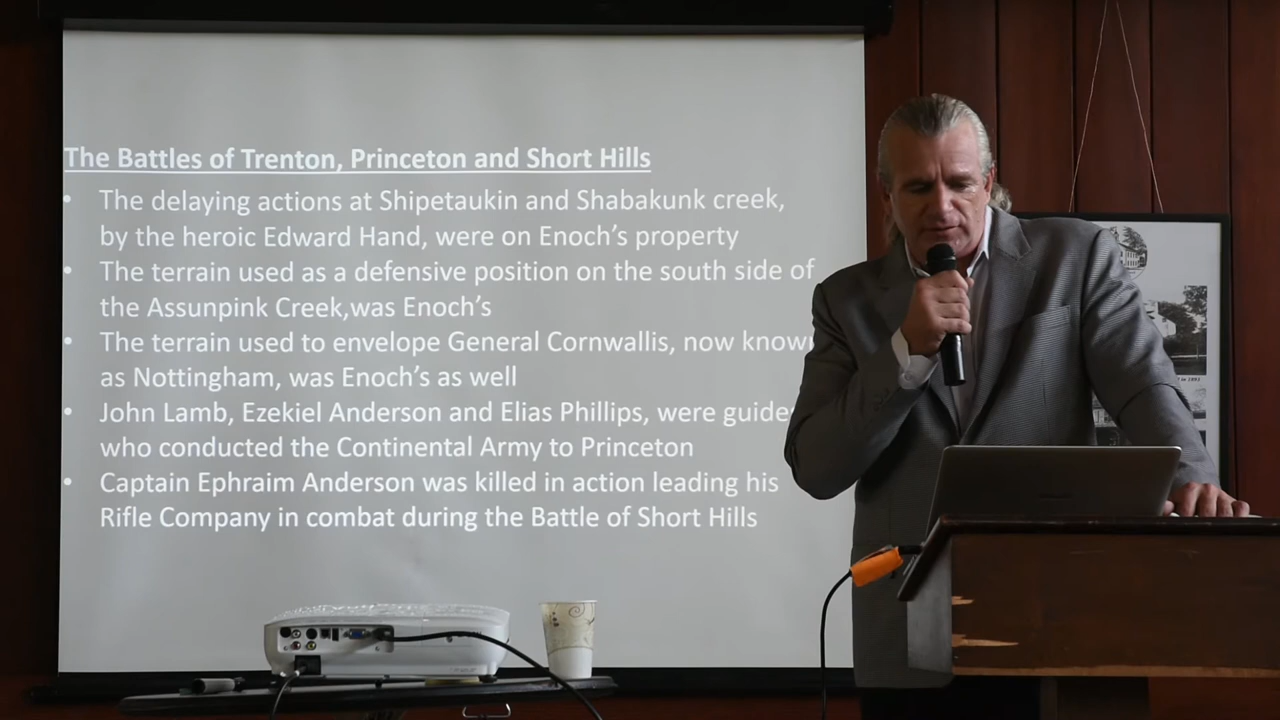 The Battles of Trenton, Princeton and Short Hills
• The delaying actions at Shipetaukin and Shabakunk creek,
by the heroic Edward Hand, were on Enoch's property
• The terrain used as a defensive position on the south side of
the Assunpink Creek,was Enoch's
• The terrain used to envelope General Cornwallis, now known
as Nottingham, was Enoch's as well
• John Lamb, Ezekiel Anderson and Elias Phillips, were guides
who conducted the Continental Army to Princeton
• Captain Ephraim Anderson was killed in action leading his
Rifle Company in combat during the Battle of Short Hills